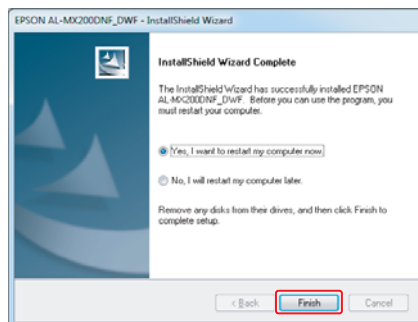 EPSON AL-MX200DNF_DWF - InstallShield Wizard
InstallShield Wizard Complete
The InstallShield Wizard has successfully installed EPSON
AL-MX200DNF_DWF. Before you can use the program, you
must restart your computer.
Yes, I want to restart my computer now.
No, I will restart my computer later.
Remove any disks from their drives, and then click Finish to
complete setup.
< Back Finish Cancel